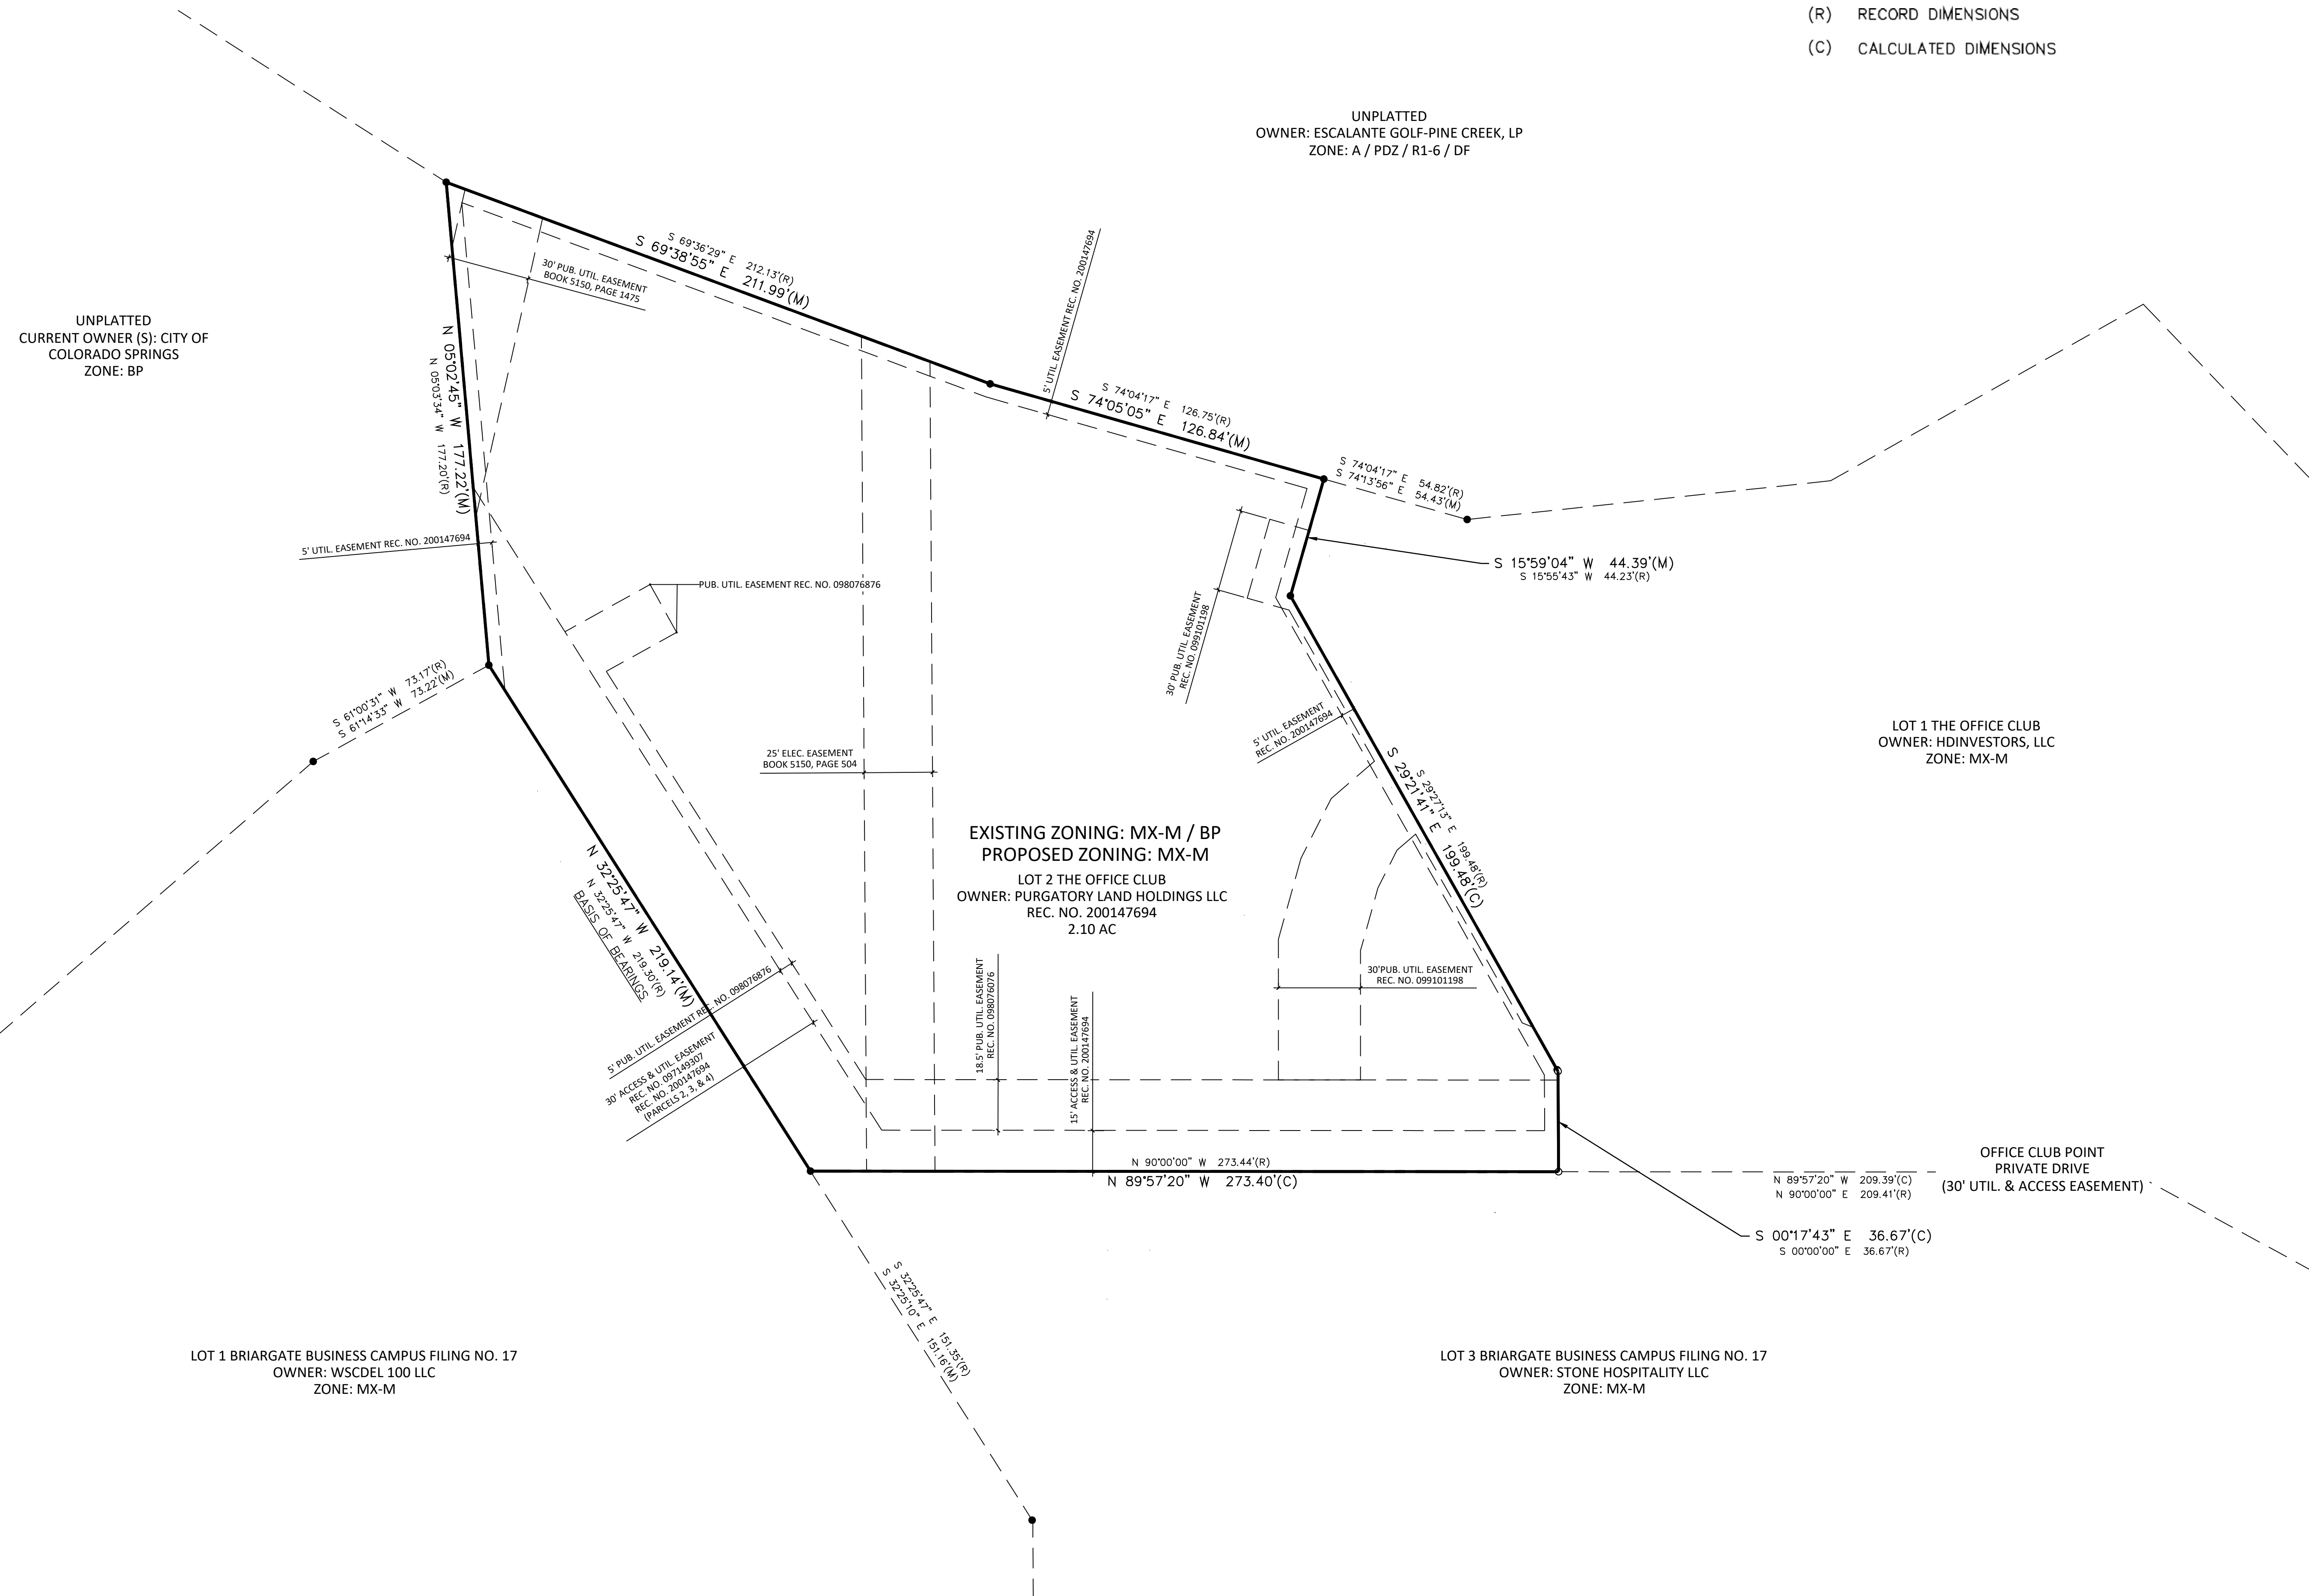 (R) RECORD DIMENSIONS
(C) CALCULATED DIMENSIONS
UNPLATTED
OWNER: ESCALANTE GOLF-PINE CREEK, LP
ZONE: A / PDZ / R1-6 / DF
S 69°36'29" E 212.13'(R)
S 69°38'55" E 211.99'(M)
30' PUB. UTIL. EASEMENT
BOOK 5150, PAGE 1475
5' UTIL. EASEMENT REC. NO. 200147694
UNPLATTED
CURRENT OWNER (S): CITY OF
COLORADO SPRINGS
ZONE: BP
N 05°02'45" W 177.22'(M)
N 05°03'34" W 177.20'(R)
S 74°04'17" E 126.75'(R)
S 74°05'05" E 126.84'(M)
S 74°04'17" E 54.82'(R)
S 74°13'56" E 54.43'(M)
5' UTIL. EASEMENT REC. NO. 200147694
S 15°59'04" W 44.39'(M)
S 15°55'43" W 44.23'(R)
PUB. UTIL. EASEMENT REC. NO. 098076876
30' PUB. UTIL. EASEMENT
REC. NO. 099101198
S 61°00'31" W 73.17'(R)
S 61°14'33" W 73.22'(M)
5' UTIL. EASEMENT
REC. NO. 200147694
LOT 1 THE OFFICE CLUB
OWNER: HDINVESTORS, LLC
ZONE: MX-M
25' ELEC. EASEMENT
BOOK 5150, PAGE 504
S 29°27'13" E 199.48'(R)
S 29°21'41" E 199.48'(C)
EXISTING ZONING: MX-M / BP
PROPOSED ZONING: MX-M
LOT 2 THE OFFICE CLUB
OWNER: PURGATORY LAND HOLDINGS LLC
REC. NO. 200147694
2.10 AC
N 32°25'47" W 219.14'(M)
N 32°25'47" W 219.30'(R)
BASIS OF BEARINGS
5' PUB. UTIL. EASEMENT REC. NO. 098076876
30' ACCESS & UTIL. EASEMENT
REC. NO. 097149307
REC. NO. 200147694
(PARCELS 2, 3, & 4)
18.5' PUB. UTIL. EASEMENT
REC. NO. 098076076
15' ACCESS & UTIL. EASEMENT
REC. NO. 200147694
30'PUB. UTIL. EASEMENT
REC. NO. 099101198
N 90°00'00" W 273.44'(R)
N 89°57'20" W 273.40'(C)
OFFICE CLUB POINT
PRIVATE DRIVE
(30' UTIL. & ACCESS EASEMENT)
N 89°57'20" W 209.39'(C)
N 90°00'00" E 209.41'(R)
S 00°17'43" E 36.67'(C)
S 00°00'00" E 36.67'(R)
S 32°25'47" E 151.35'(R)
S 32°25'10" E 151.16'(M)
LOT 1 BRIARGATE BUSINESS CAMPUS FILING NO. 17
OWNER: WSCDEL 100 LLC
ZONE: MX-M
LOT 3 BRIARGATE BUSINESS CAMPUS FILING NO. 17
OWNER: STONE HOSPITALITY LLC
ZONE: MX-M